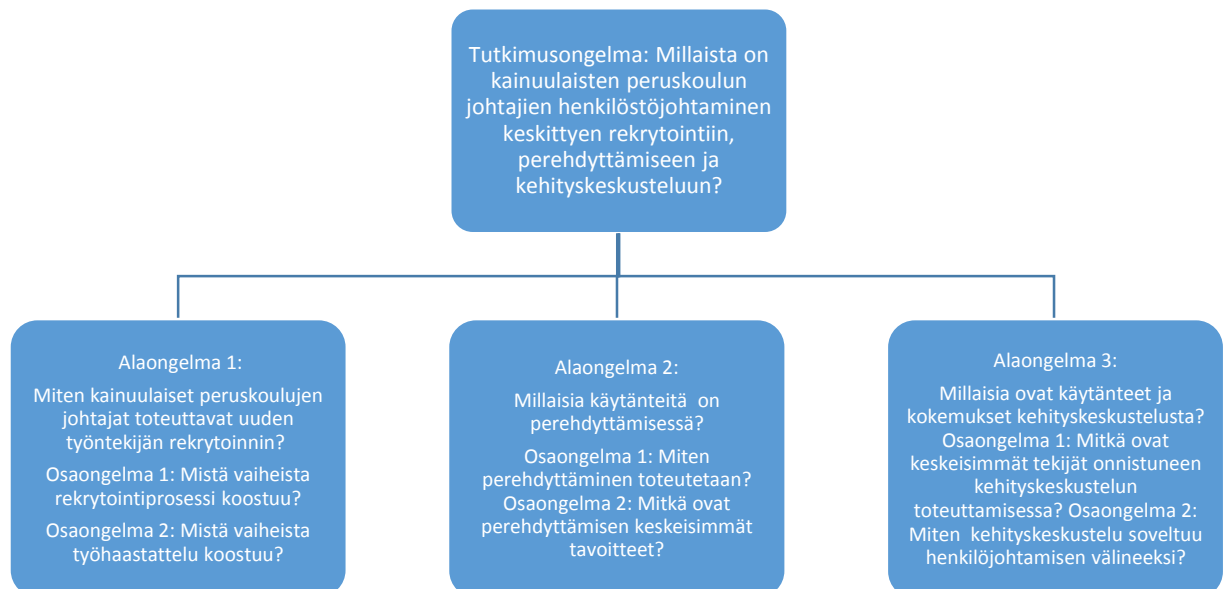 Tutkimusongelma: Millaista on
kainuulaisten peruskoulun
johtajien henkilöstöjohtaminen
keskittyen rekrytointiin,
perehdyttämiseen ja
kehityskeskusteluun?
Alaongelma 1:
Miten kainuulaiset peruskoulujen
johtajat toteuttavat uuden
työntekijän rekrytoinnin?
Osaongelma 1: Mistä vaiheista
rekrytointiprosessi koostuu?
Osaongelma 2: Mistä vaiheista
työhaastattelu koostuu?
Alaongelma 2:
Millaisia käytänteitä on
perehdyttämisessä?
Osaongelma 1: Miten
perehdyttäminen toteutetaan?
Osaongelma 2: Mitkä ovat
perehdyttämisen keskeisimmät
tavoitteet?
Alaongelma 3:
Millaisia ovat käytänteet ja
kokemukset kehityskeskustelusta?
Osaongelma 1: Mitkä ovat
keskeisimmät tekijät onnistuneen
kehityskeskustelun
toteuttamisessa? Osaongelma 2:
Miten kehityskeskustelu soveltuu
henkilöjohtamisen välineeksi?